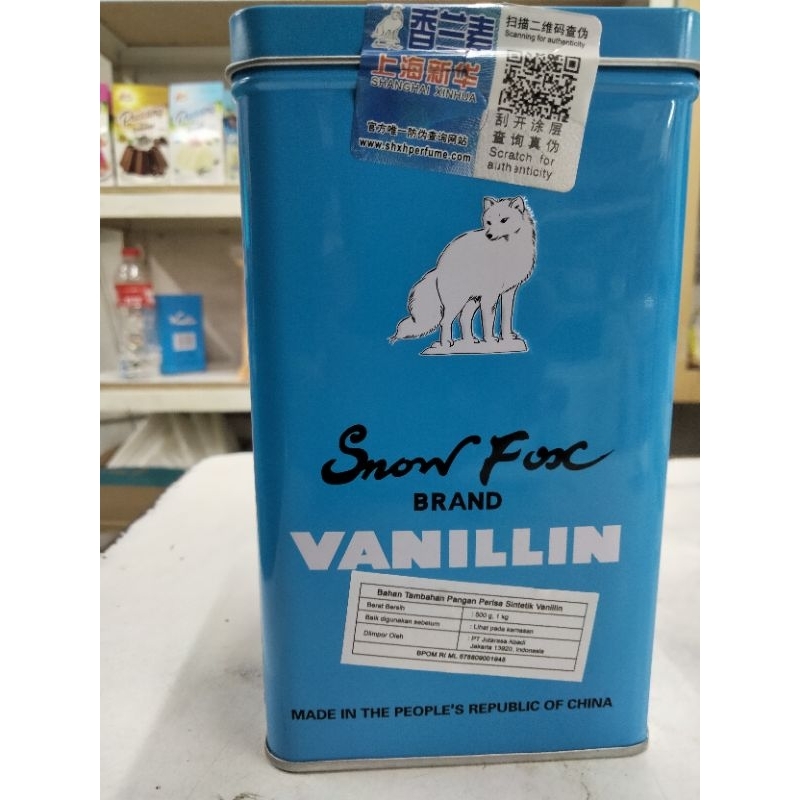 香兰素
上海新华
SHANGHAI XINHUA
官方唯一防伪查询网站
www.shxhperfume.com
扫描二维码查伪
Scanning for authenticity
刮开涂层
查询真伪
Scratch for
authenticity
Snow Fox
BRAND
VANILLIN
Bahan Tambahan Pangan Perisa Sintetik Vanillin
Berat Bersih : 500 g, 1 kg
Baik digunakan sebelum : Lihat pada kemasan
Diimpor Oleh : PT Jutarasa Abadi
Jakarta 13920, Indonesia
BPOM RI ML
MADE IN THE PEOPLE'S REPUBLIC OF CHINA